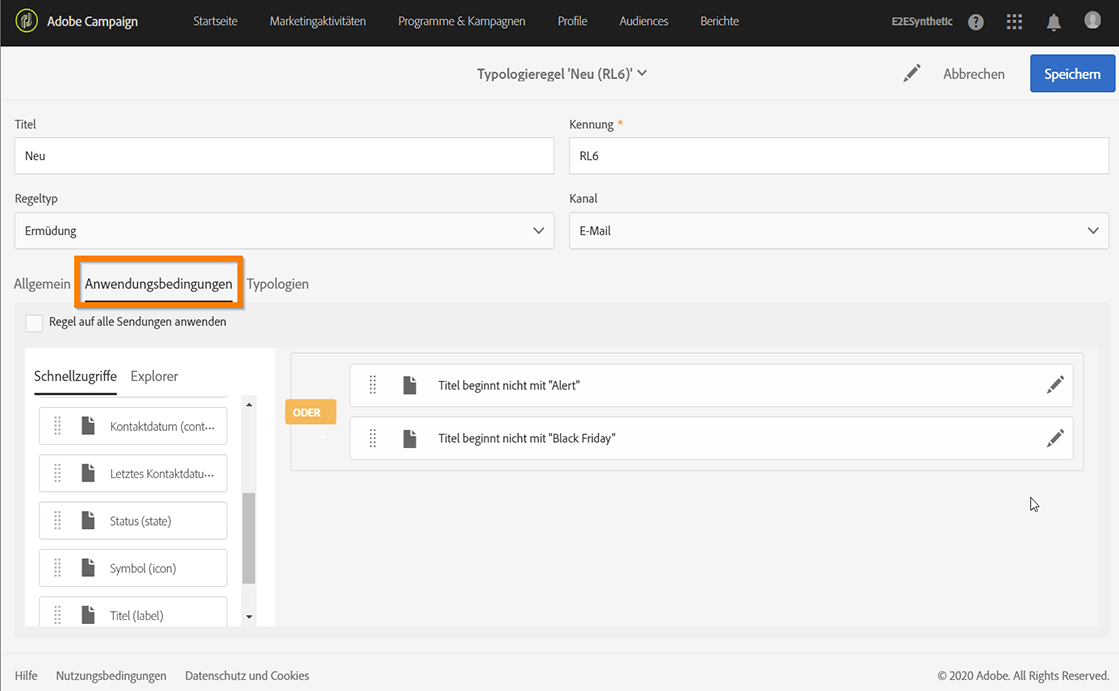 Adobe Campaign Startseite Marketingaktivitäten Programme & Kampagnen Profile Audiences Berichte E2ESynthetic ?
Typologieregel 'Neu (RL6)' Abbrechen Speichern
Titel Kennung *
Neu RL6
Regeltyp Kanal
Ermüdung E-Mail
Allgemein Anwendungsbedingungen Typologien
Regel auf alle Sendungen anwenden
Schnellzugriffe Explorer
Kontaktdatum (cont...
Letztes Kontaktdatu...
Status (state)
Symbol (icon)
Titel (label)
ODER
Titel beginnt nicht mit "Alert"
Titel beginnt nicht mit "Black Friday"
Hilfe Nutzungsbedingungen Datenschutz und Cookies © 2020 Adobe. All Rights Reserved.